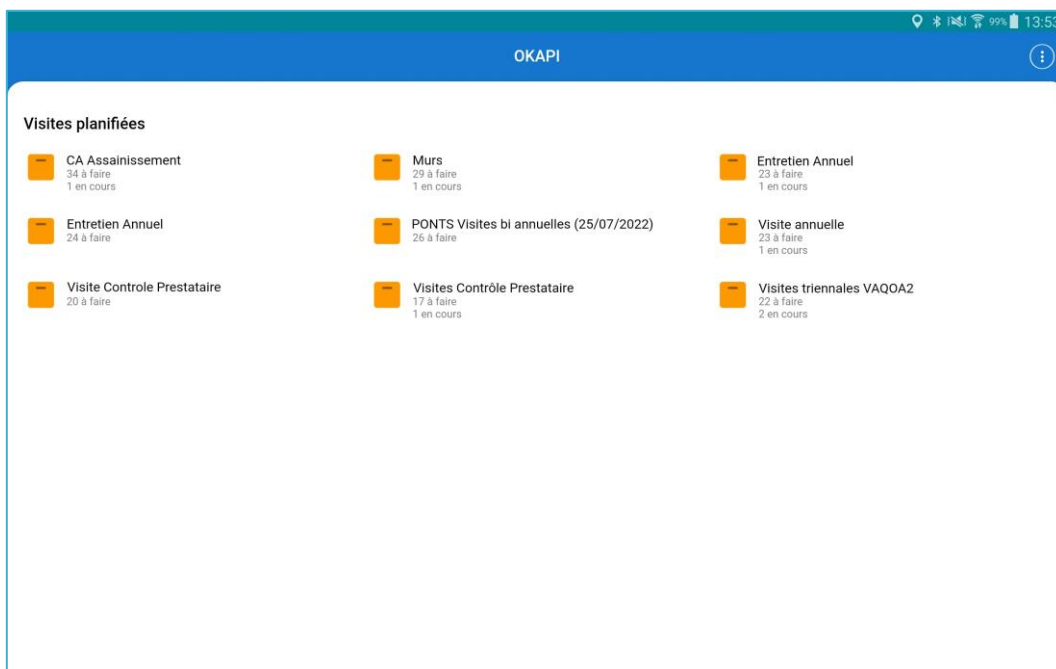 99% 13:53
OKAPI
Visites planifiées
CA Assainissement
34 à faire
1 en cours
Murs
29 à faire
1 en cours
Entretien Annuel
23 à faire
1 en cours
Entretien Annuel
24 à faire
PONTS Visites bi annuelles (25/07/2022)
26 à faire
Visite annuelle
23 à faire
1 en cours
Visite Controle Prestataire
20 à faire
Visites Contrôle Prestataire
17 à faire
1 en cours
Visites triennales VAQOA2
22 à faire
2 en cours